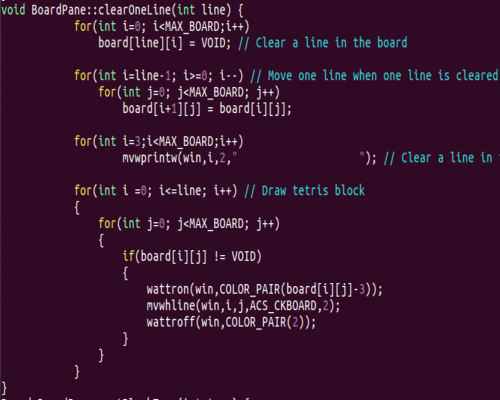 void BoardPane::clearOneLine(int line) {
for(int i=0; i<MAX_BOARD;i++)
board[line][i] = VOID; // Clear a line in the board
for(int i=line-1; i>=0; i--) // Move one line when one line is cleared
for(int j=0; j<MAX_BOARD; j++)
board[i+1][j] = board[i][j];
for(int i=3;i<MAX_BOARD;i++)
mvwprintw(win,i,2,"                    "); // Clear a line in
for(int i =0; i<=line; i++) // Draw tetris block
{
for(int j=0; j<MAX_BOARD; j++)
{
if(board[i][j] != VOID)
{
wattron(win,COLOR_PAIR(board[i][j]-3));
mvwhline(win,i,j,ACS_CKBOARD,2);
wattroff(win,COLOR_PAIR(2));
}
}
}
}